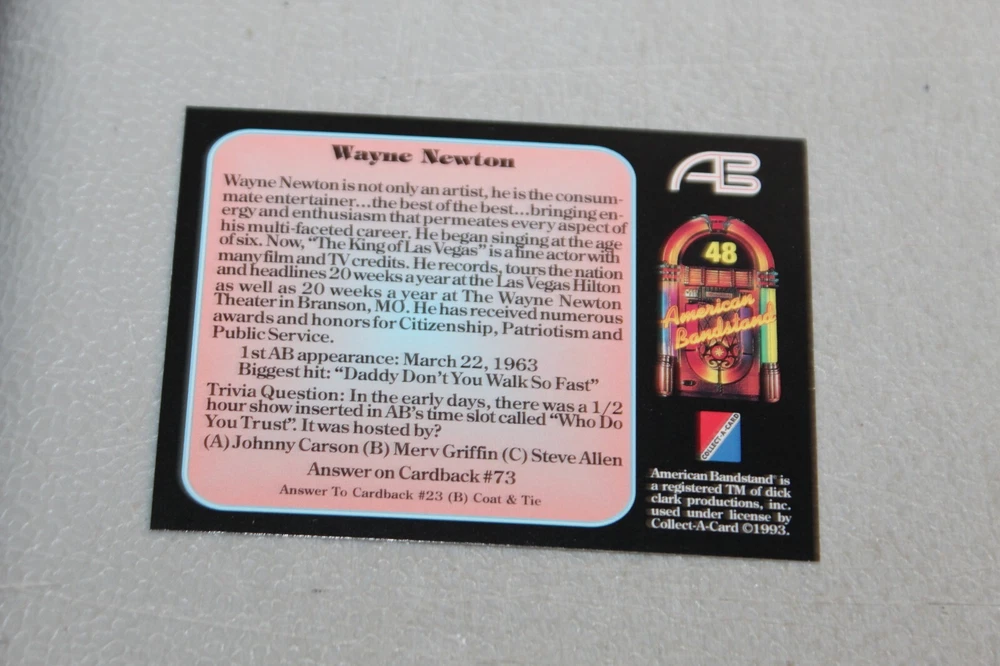 Wayne Newton
Wayne Newton is not only an artist, he is the consum-
mate entertainer...the best of the best...bringing en-
ergy and enthusiasm that permeates every aspect of
his multi-faceted career. He began singing at the age
of six. Now, "The King of Las Vegas" is a fine actor with
many film and TV credits. He records, tours the nation
and headlines 20 weeks a year at the Las Vegas Hilton
as well as 20 weeks a year at The Wayne Newton
Theater in Branson, MO. He has received numerous
awards and honors for Citizenship, Patriotism and
Public Service.
1st AB appearance: March 22, 1963
Biggest hit: "Daddy Don't You Walk So Fast"
Trivia Question: In the early days, there was a 1/2
hour show inserted in AB's time slot called "Who Do
You Trust". It was hosted by?
(A) Johnny Carson (B) Merv Griffin (C) Steve Allen
Answer on Cardback #73
Answer To Cardback #23 (B) Coat & Tie
AB
48
American
Bandstand
COLLECT-A-CARD
American Bandstand® is
a registered TM of dick
clark productions, inc.
used under license by
Collect-A-Card ©1993.